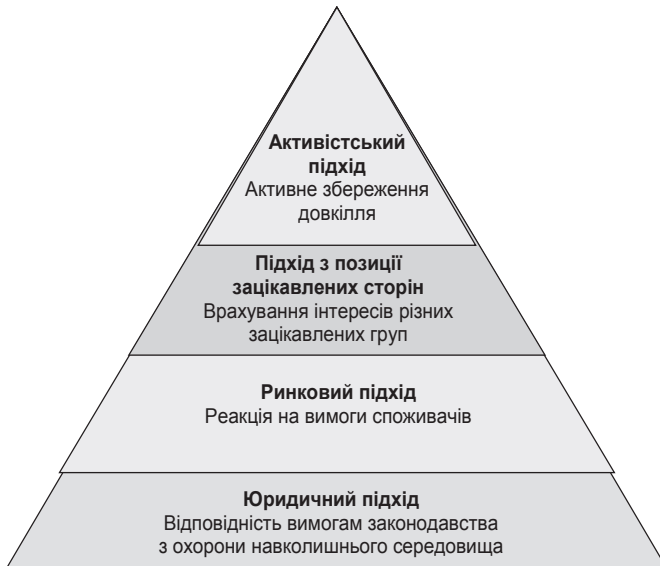 Активістський
підхід
Активне збереження
довкілля
Підхід з позиції
зацікавлених сторін
Врахування інтересів різних
зацікавлених груп
Ринковий підхід
Реакція на вимоги споживачів
Юридичний підхід
Відповідність вимогам законодавства
з охорони навколишнього середовища